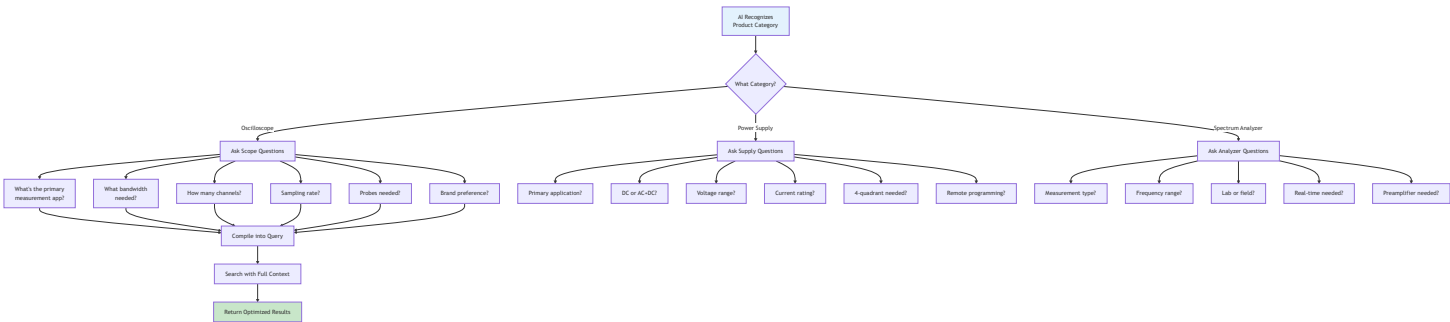 AI Recognizes
Product Category
What Category?
Oscilloscope
Power Supply
Spectrum Analyzer
Ask Scope Questions
Ask Supply Questions
Ask Analyzer Questions
What's the primary
measurement app?
What bandwidth
needed?
How many channels?
Sampling rate?
Probes needed?
Brand preference?
Primary application?
DC or AC+DC?
Voltage range?
Current rating?
4-quadrant needed?
Remote programming?
Measurement type?
Frequency range?
Lab or field?
Real-time needed?
Preamplifier needed?
Compile into Query
Search with Full Context
Return Optimized Results